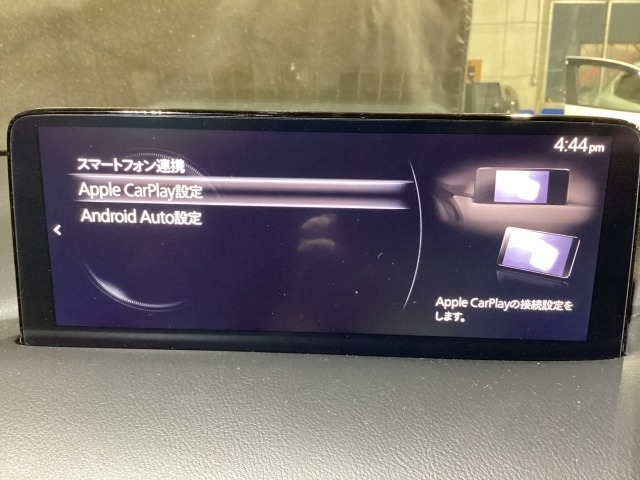 4:44pm
スマートフォン連携
Apple CarPlay設定
Android Auto設定
Apple CarPlayの接続設定を
します。